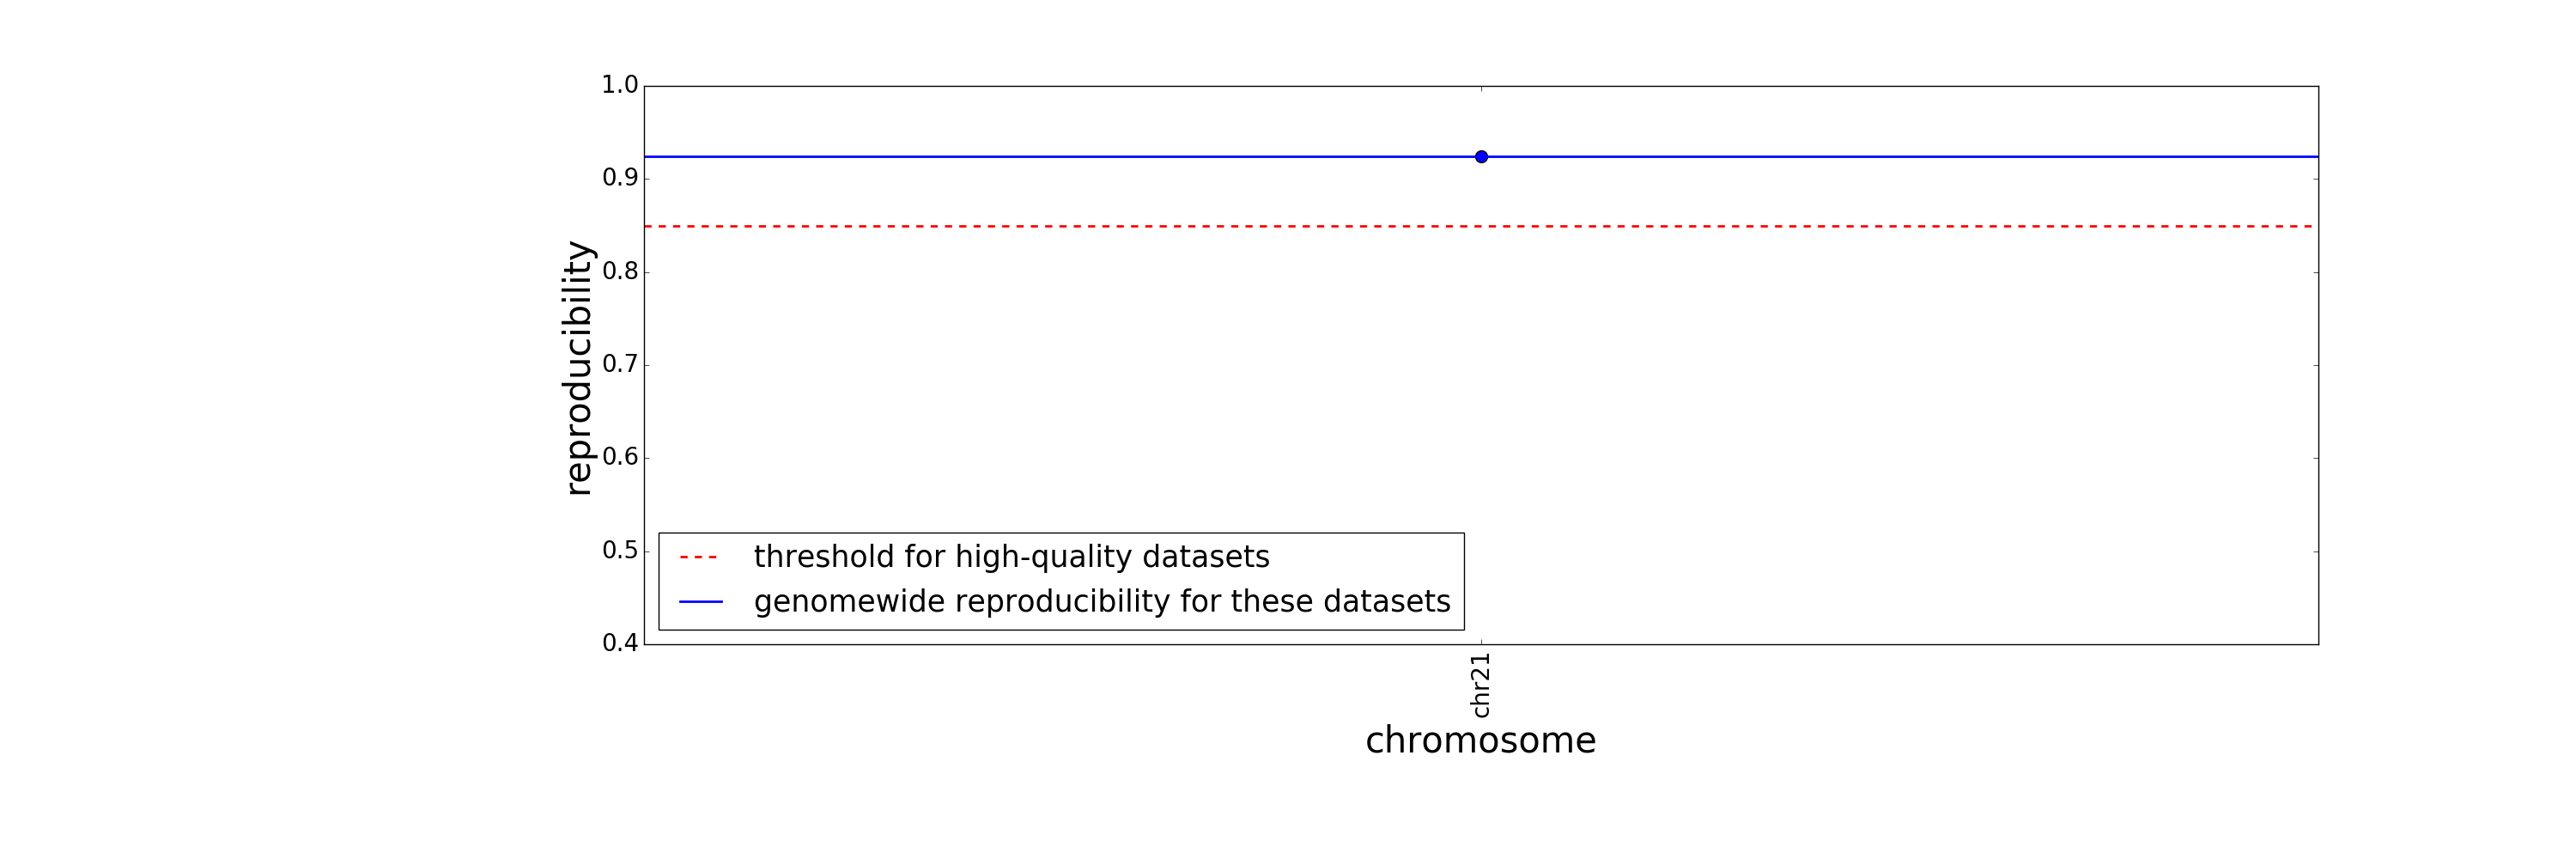 1.0
0.9
0.8
0.7
0.6
0.5
0.4
reproducibility
threshold for high-quality datasets
genomewide reproducibility for these datasets
chr21
chromosome